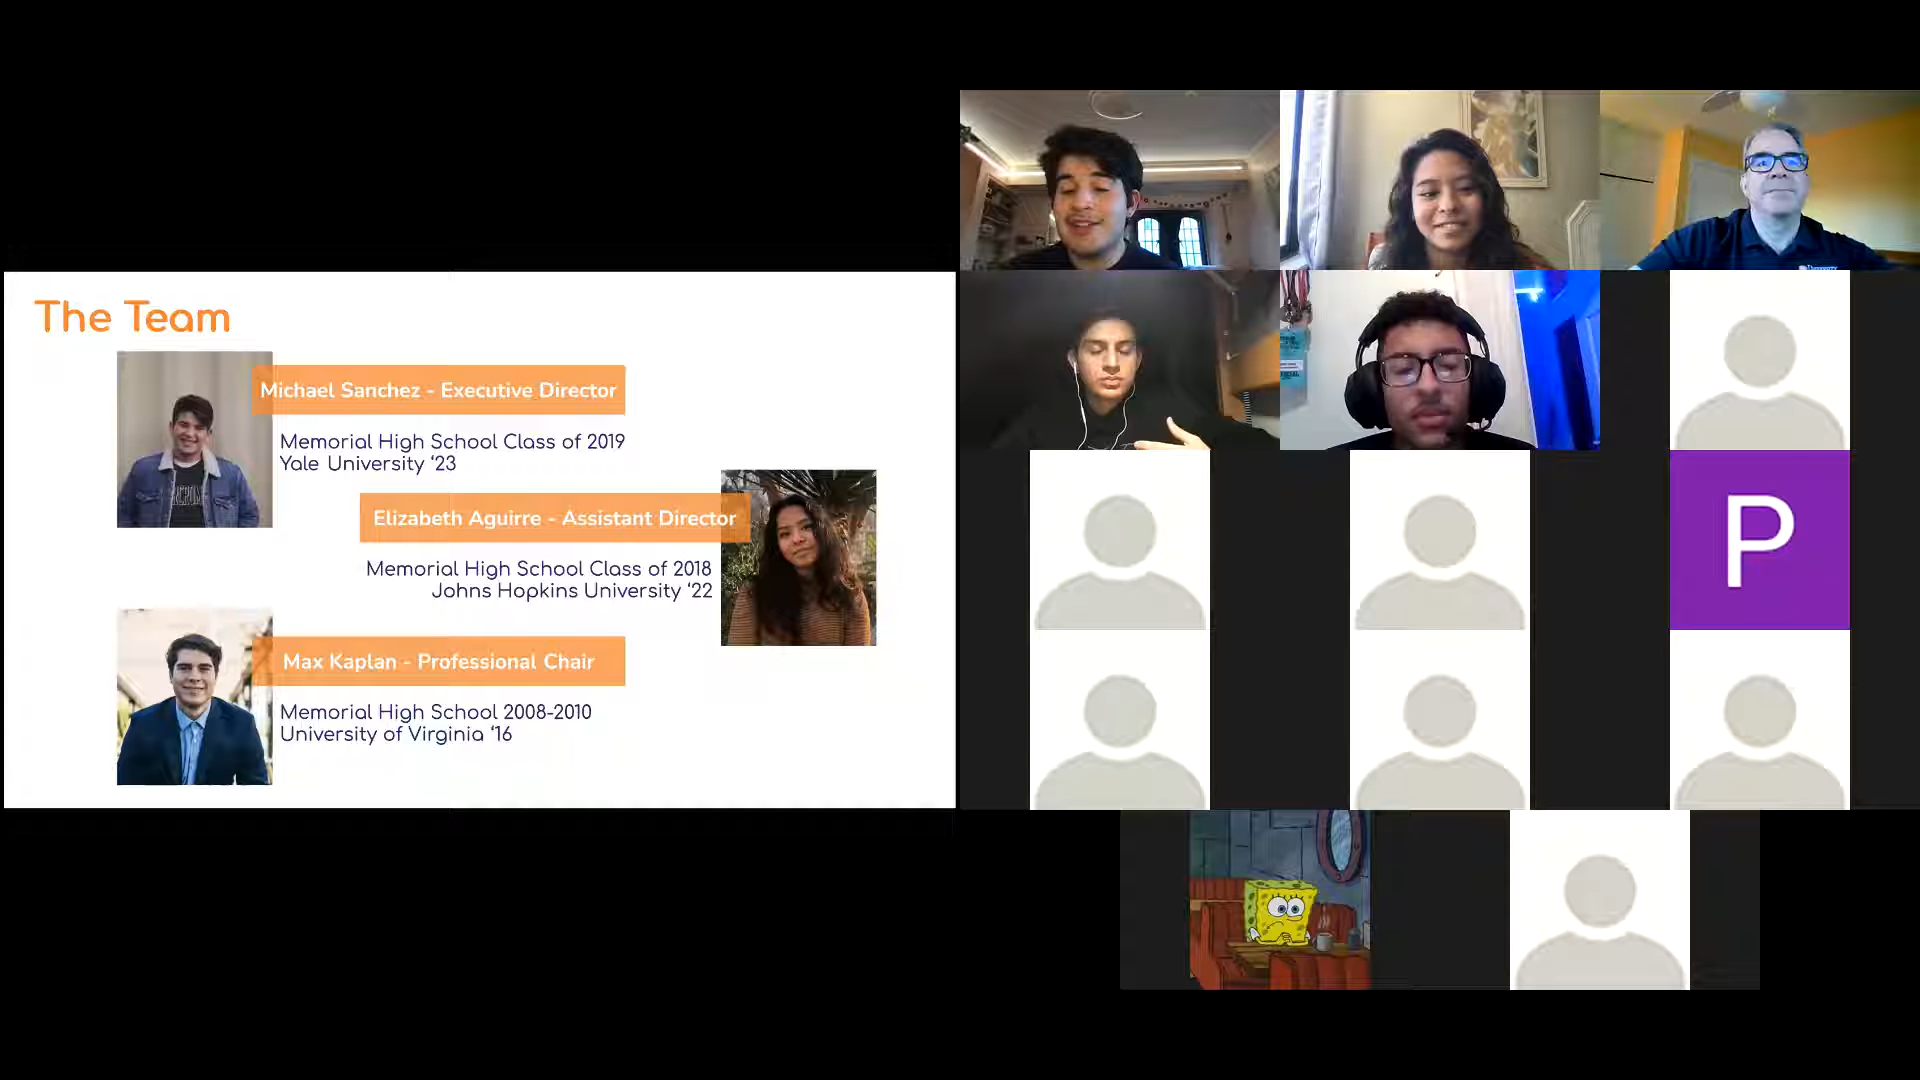 The Team
Michael Sanchez - Executive Director
Memorial High School Class of 2019
Yale University ‘23
Elizabeth Aguirre - Assistant Director
Memorial High School Class of 2018
Johns Hopkins University ‘22
Max Kaplan - Professional Chair
Memorial High School 2008-2010
University of Virginia ‘16
P